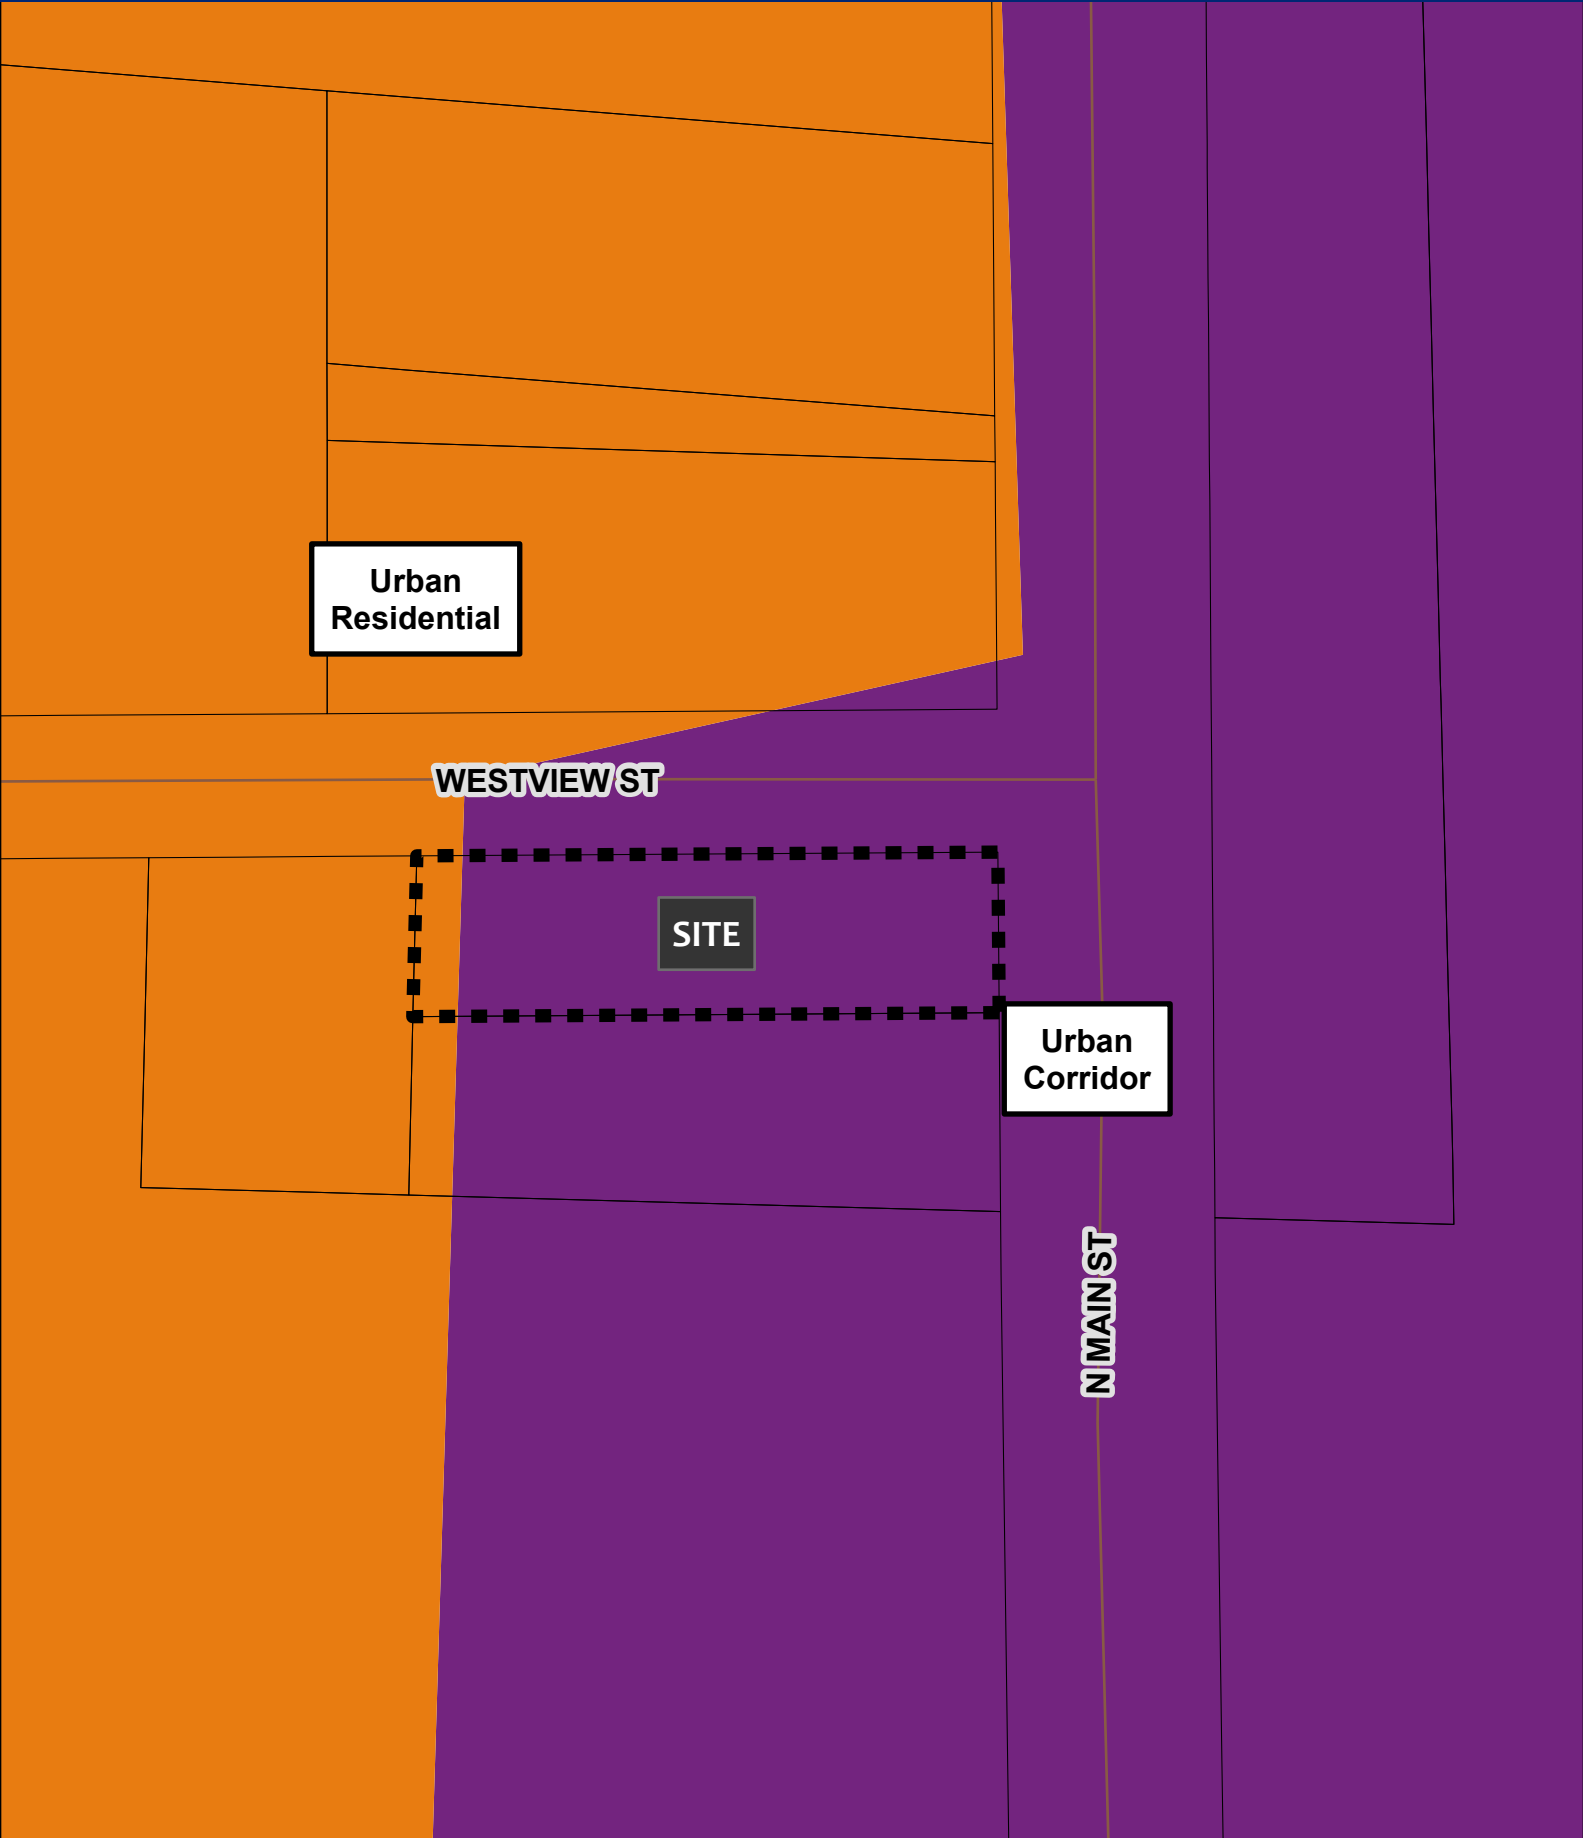 Urban
Residential
WESTVIEW ST
SITE
Urban
Corridor
N MAIN ST